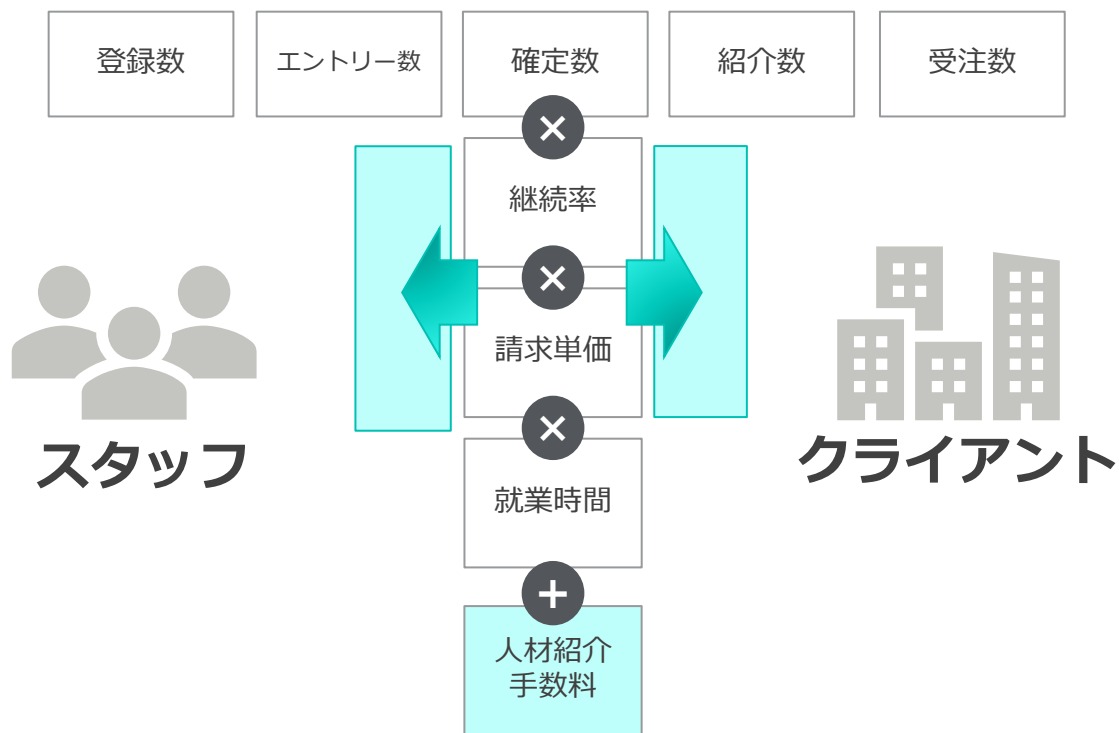 登録数
エントリー数
確定数
紹介数
受注数
×
継続率
×
請求単価
×
スタッフ
クライアント
就業時間
+
人材紹介
手数料